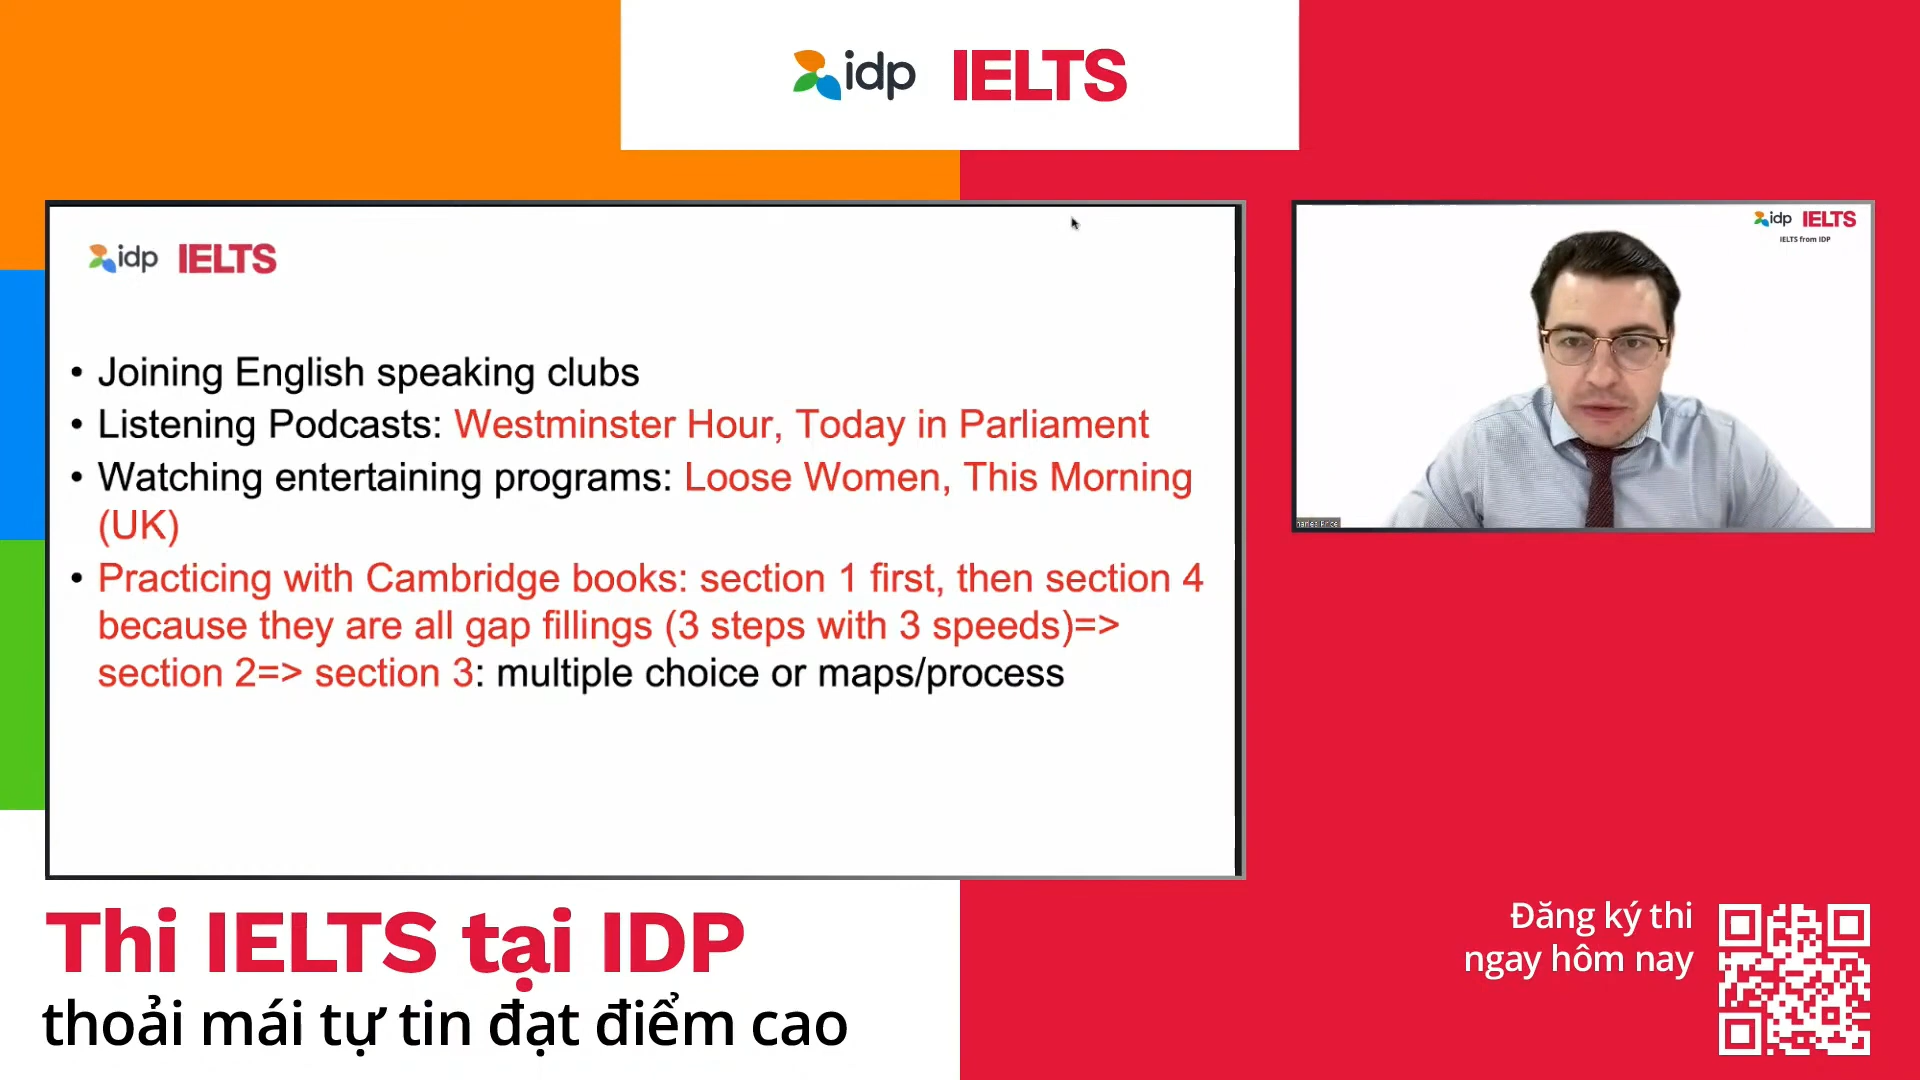 idp IELTS
idp IELTS
• Joining English speaking clubs
• Listening Podcasts: Westminster Hour, Today in Parliament
• Watching entertaining programs: Loose Women, This Morning
(UK)
• Practicing with Cambridge books: section 1 first, then section 4
because they are all gap fillings (3 steps with 3 speeds)=>
section 2=> section 3: multiple choice or maps/process
idp IELTS
IELTS from IDP
Thi IELTS tại IDP
thoải mái tự tin đạt điểm cao
Đăng ký thi
ngay hôm nay